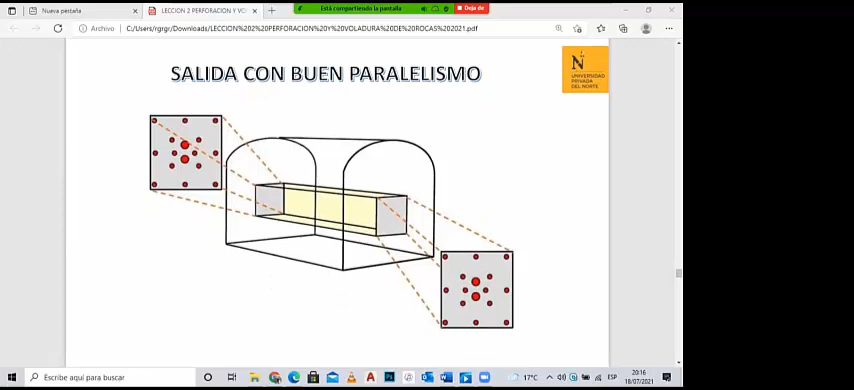 Nueva pestaña
LECCION 2 PERFORACION Y VO
Está compartiendo la pantalla
Deja de
Archivo
C:/Users/rgrgr/Downloads/LECCION%202%20PERFORACION%20Y%20VOLADURA%20DE%20ROCAS%202021.pdf
SALIDA CON BUEN PARALELISMO
N
UNIVERSIDAD
PRIVADA
DEL NORTE
Escribe aquí para buscar
17°C
ESP
20:16
18/07/2021